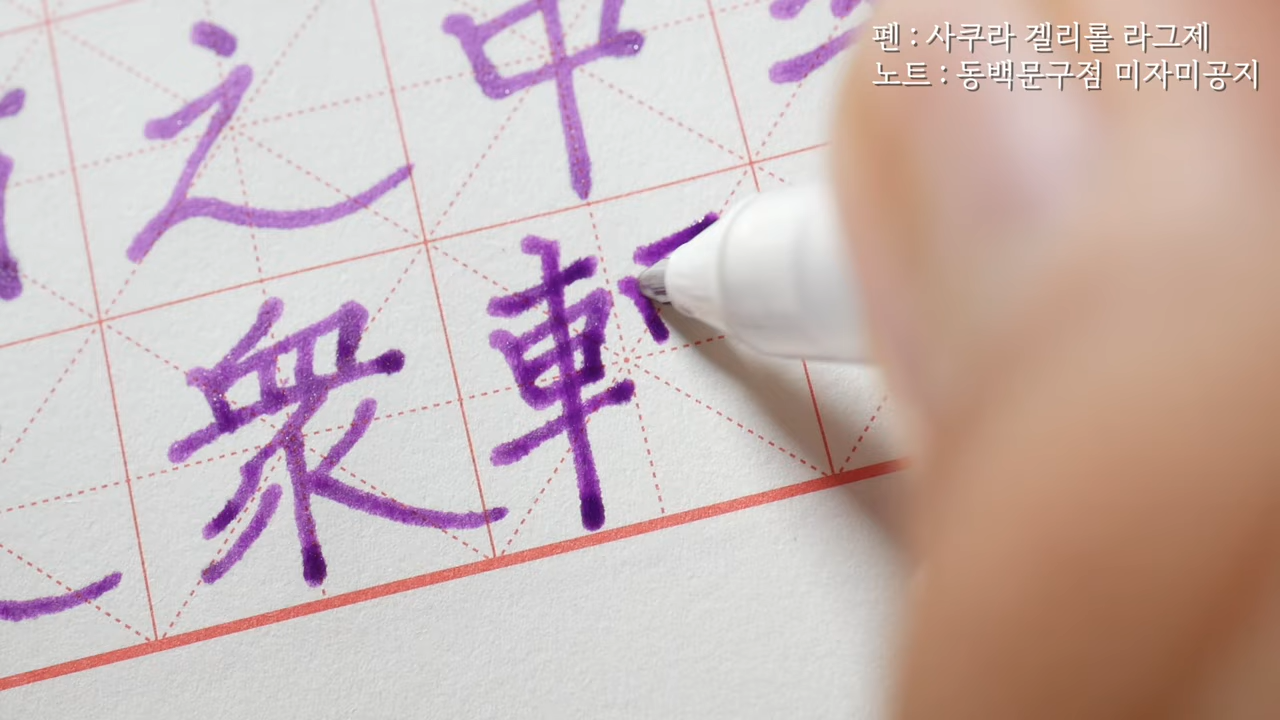 펜 : 사쿠라 겔리롤 라그제
노트 : 동백문구점 미자미공지
之 中
衆 車